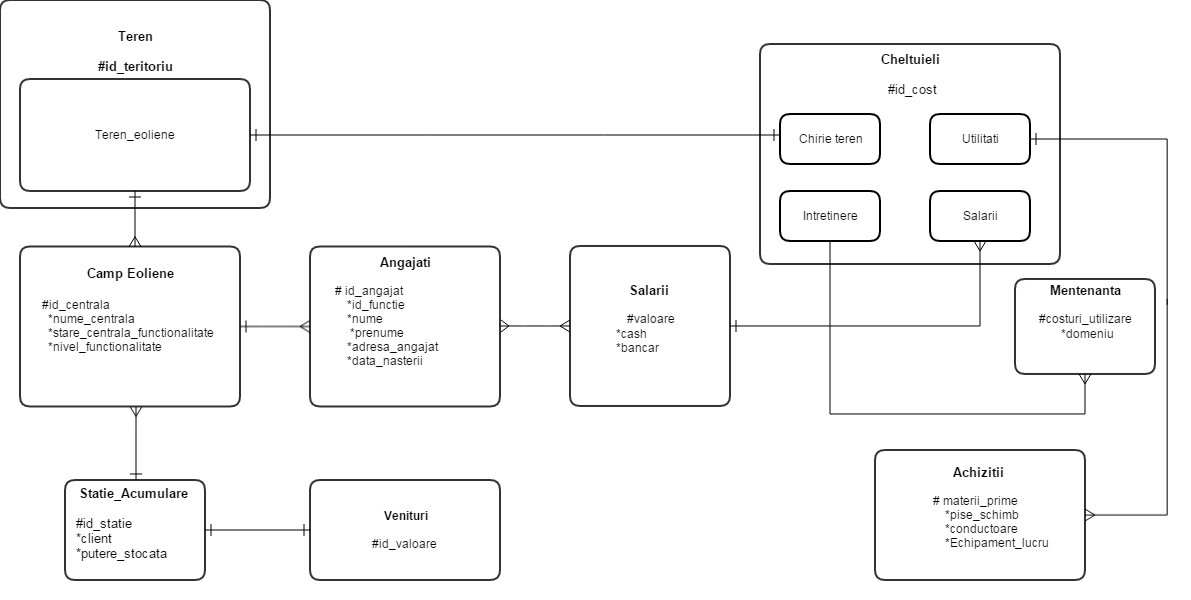 Teren
#id_teritoriu
Teren_eoliene
Cheltuieli
#id_cost
Chirie teren
Utilitati
Intretinere
Salarii
Camp Eoliene
#id_centrala
*nume_centrala
*stare_centrala_functionalitate
*nivel_functionalitate
Angajati
# id_angajat
*id_functie
*nume
*prenume
*adresa_angajat
*data_nasterii
Salarii
#valoare
*cash
*bancar
Mentenanta
#costuri_utilizare
*domeniu
Statie_Acumulare
#id_statie
*client
*putere_stocata
Venituri
#id_valoare
Achizitii
# materii_prime
*pise_schimb
*conductoare
*Echipament_lucru